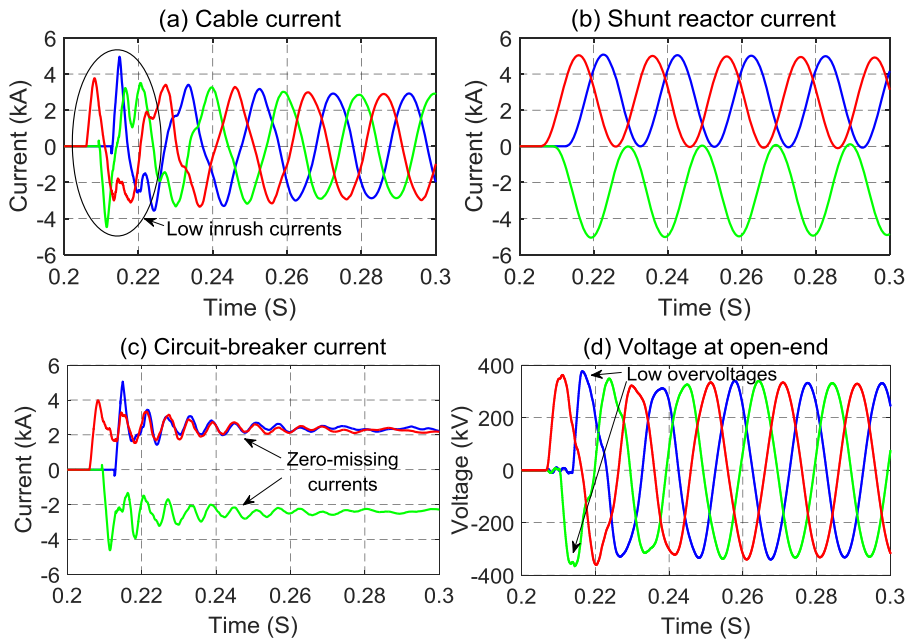 (a) Cable current
6
4
2
0
-2
-4
-6
Current (kA)
Low inrush currents
0.2 0.22 0.24 0.26 0.28 0.3
Time (S)
(b) Shunt reactor current
6
4
2
0
-2
-4
-6
Current (kA)
0.2 0.22 0.24 0.26 0.28 0.3
Time (S)
(c) Circuit-breaker current
6
4
2
0
-2
-4
-6
Current (kA)
Zero-missing
currents
0.2 0.22 0.24 0.26 0.28 0.3
Time (S)
(d) Voltage at open-end
400
200
0
-200
-400
Voltage (kV)
Low overvoltages
0.2 0.22 0.24 0.26 0.28 0.3
Time (S)